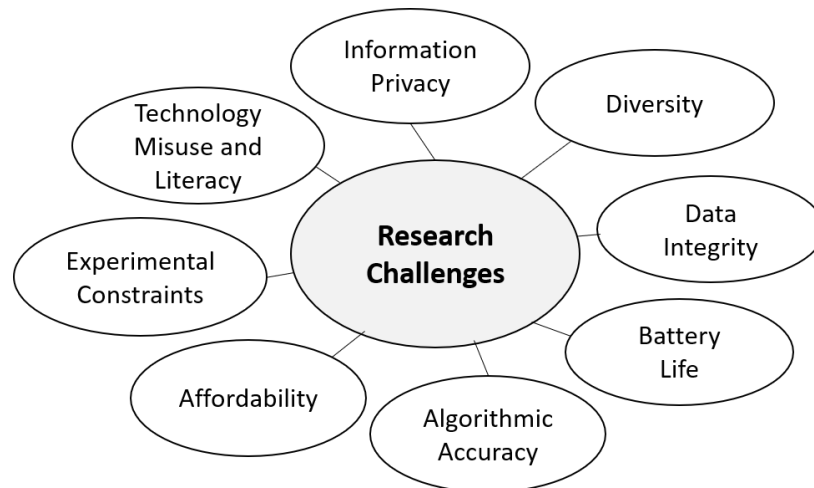 Information
Privacy
Diversity
Technology
Misuse and
Literacy
Data
Integrity
Research
Challenges
Experimental
Constraints
Battery
Life
Affordability
Algorithmic
Accuracy